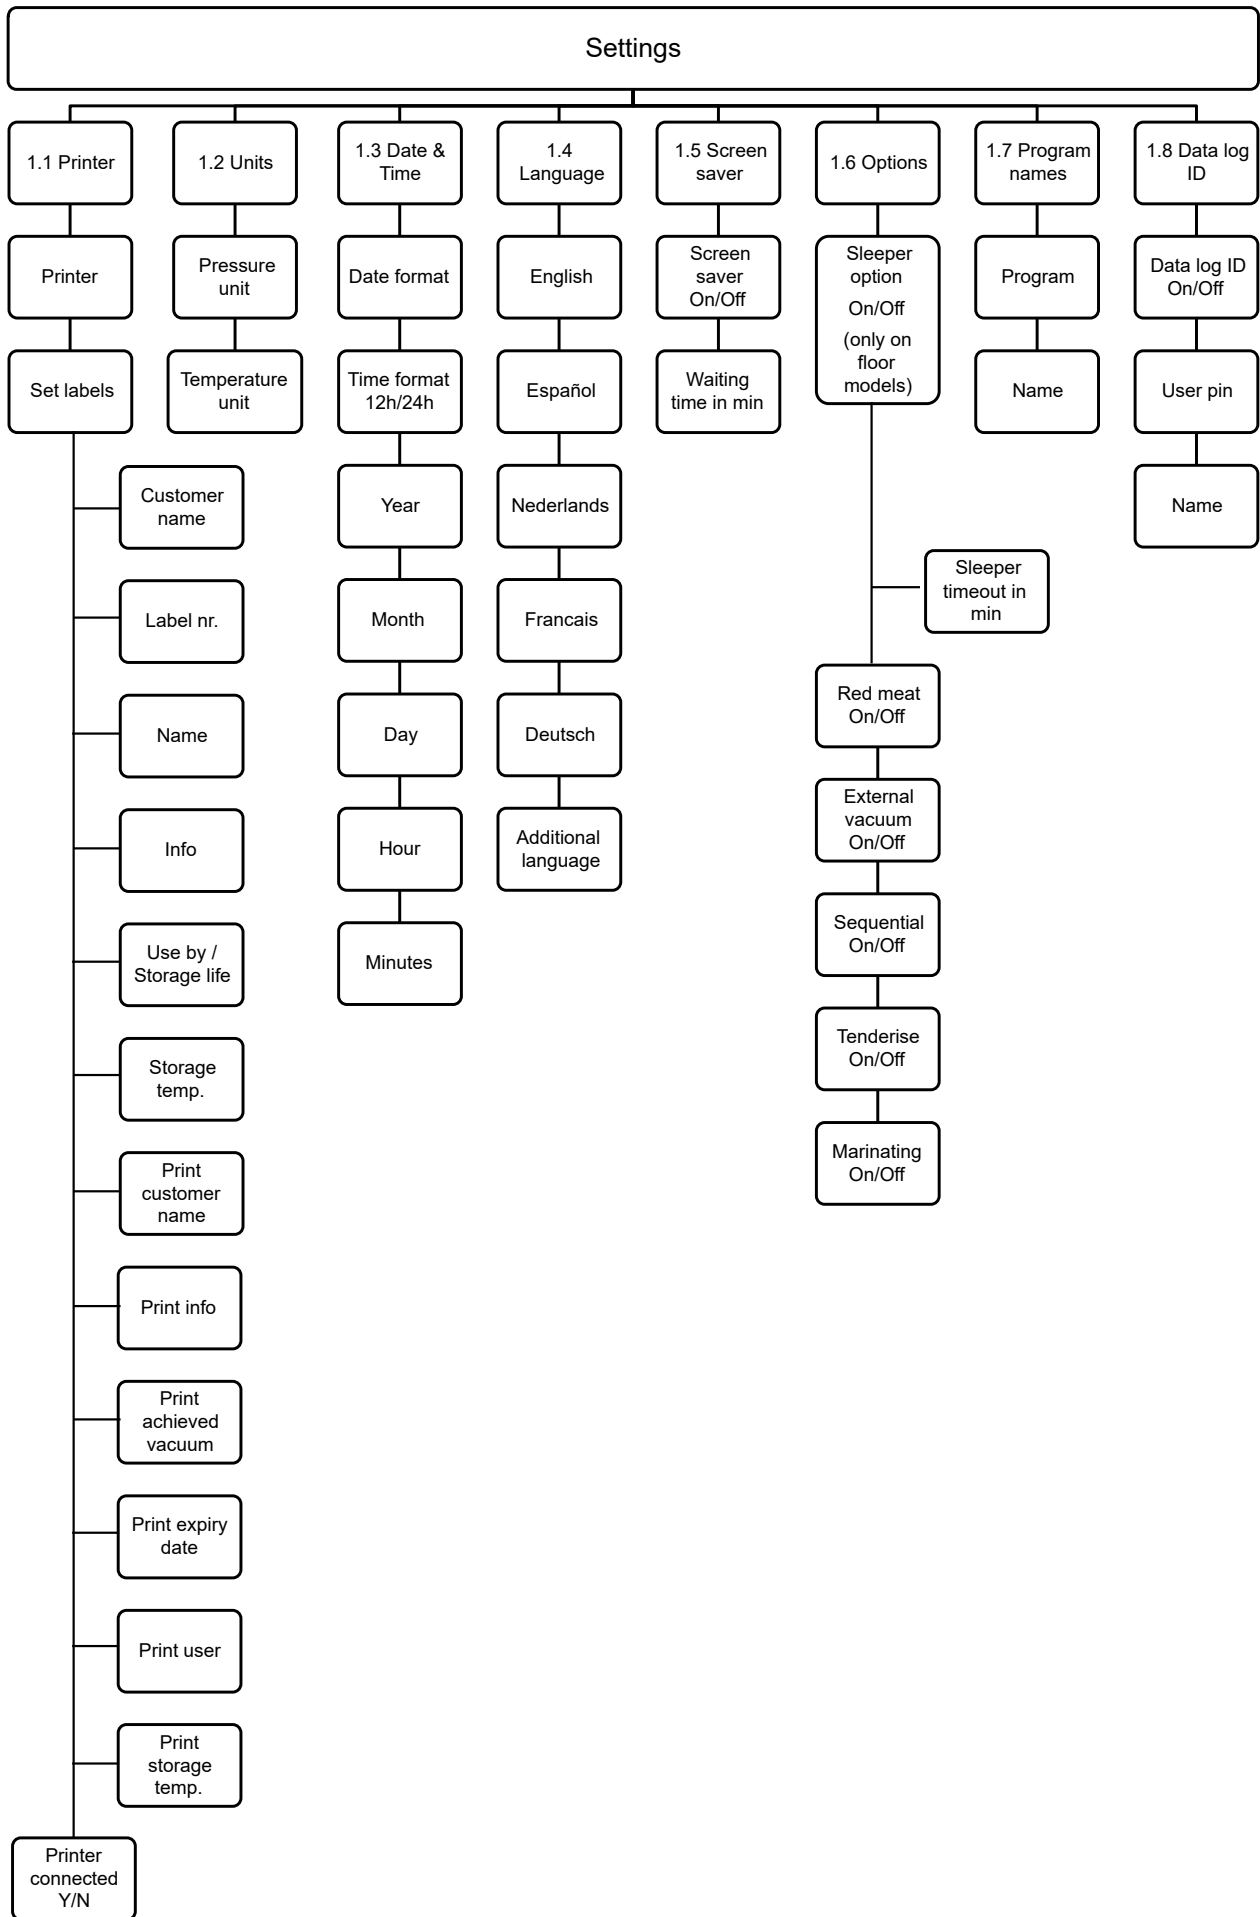 Settings
1.1 Printer
1.2 Units
1.3 Date &
Time
1.4
Language
1.5 Screen
saver
1.6 Options
1.7 Program
names
1.8 Data log
ID
Printer
Set labels
Customer
name
Label nr.
Name
Info
Use by /
Storage life
Storage
temp.
Print
customer
name
Print info
Print
achieved
vacuum
Print expiry
date
Print user
Print
storage
temp.
Printer
connected
Y/N
Pressure
unit
Temperature
unit
Date format
Time format
12h/24h
Year
Month
Day
Hour
Minutes
English
Español
Nederlands
Francais
Deutsch
Additional
language
Screen
saver
On/Off
Waiting
time in min
Sleeper
option
On/Off
(only on
floor
models)
Sleeper
timeout in
min
Red meat
On/Off
External
vacuum
On/Off
Sequential
On/Off
Tenderise
On/Off
Marinating
On/Off
Program
Name
Data log ID
On/Off
User pin
Name